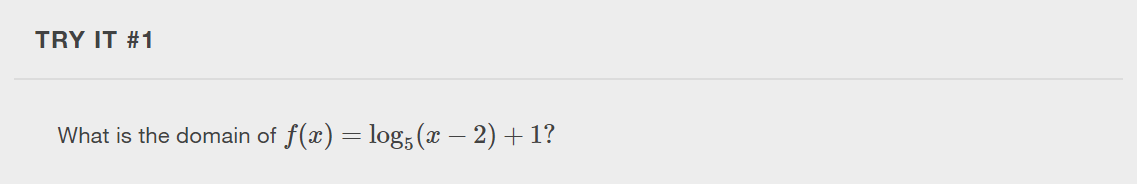 TRY IT #1
What is the domain of f(x) = log₅(x − 2) + 1?